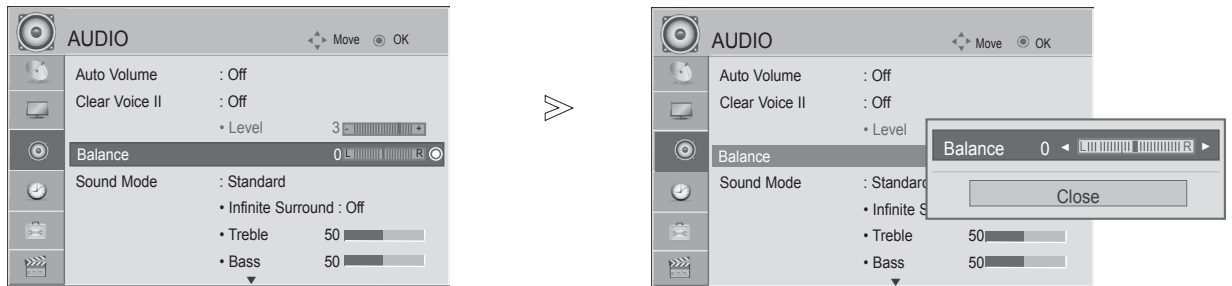 AUDIO Move OK
Auto Volume : Off
Clear Voice II : Off
• Level 3 - +
Balance 0 L R
Sound Mode : Standard
• Infinite Surround : Off
• Treble 50
• Bass 50
AUDIO Move OK
Auto Volume : Off
Clear Voice II : Off
• Level
Balance
Sound Mode : Standard
• Infinite S
• Treble 50
• Bass 50
Balance 0 L R
Close